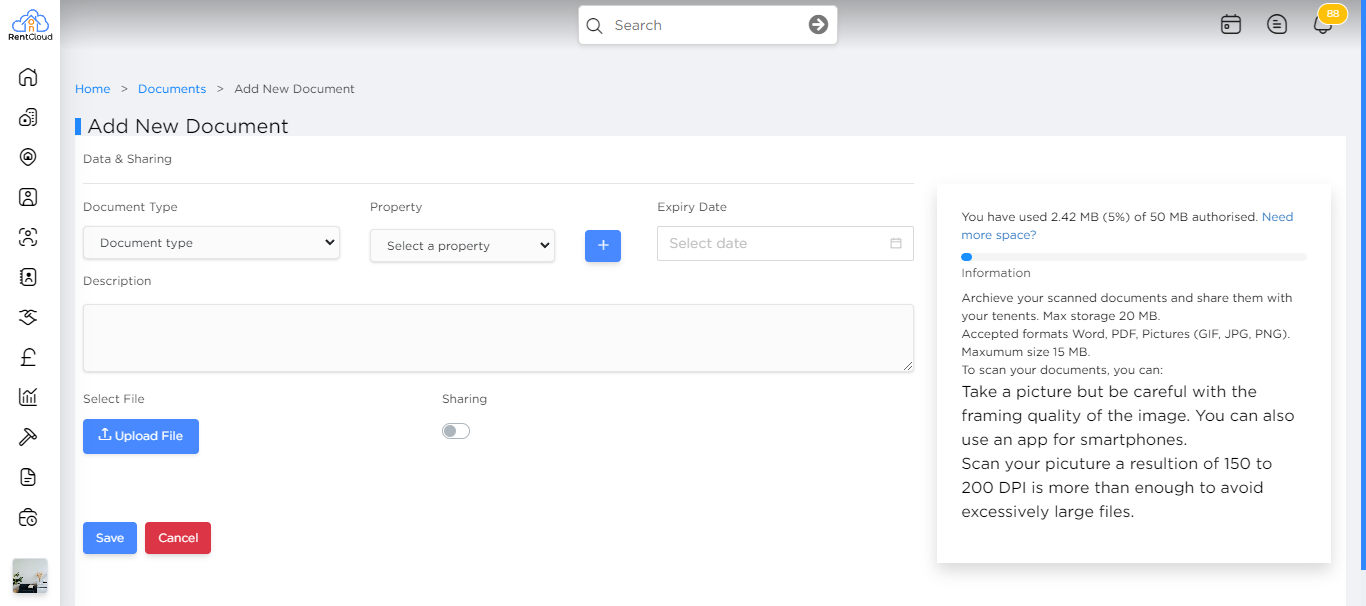 RentCloud
Search
88
Home > Documents > Add New Document
Add New Document
Data & Sharing
Document Type
Property
Expiry Date
Document type
Select a property
+
Select date
Description
Select File
Sharing
Upload File
Save
Cancel
You have used 2.42 MB (5%) of 50 MB authorised. Need
more space?
Information
Archieve your scanned documents and share them with
your tenents. Max storage 20 MB.
Accepted formats Word, PDF, Pictures (GIF, JPG, PNG).
Maxumum size 15 MB.
To scan your documents, you can:
Take a picture but be careful with the
framing quality of the image. You can also
use an app for smartphones.
Scan your picuture a resultion of 150 to
200 DPI is more than enough to avoid
excessively large files.